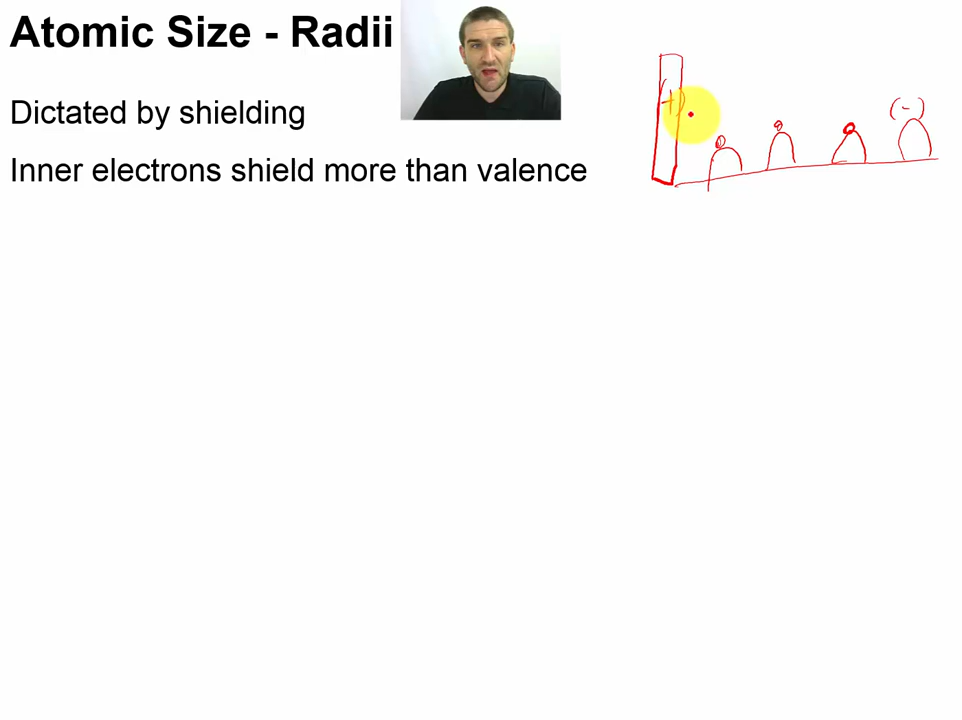 Atomic Size - Radii
Dictated by shielding
Inner electrons shield more than valence
(+)
(-)